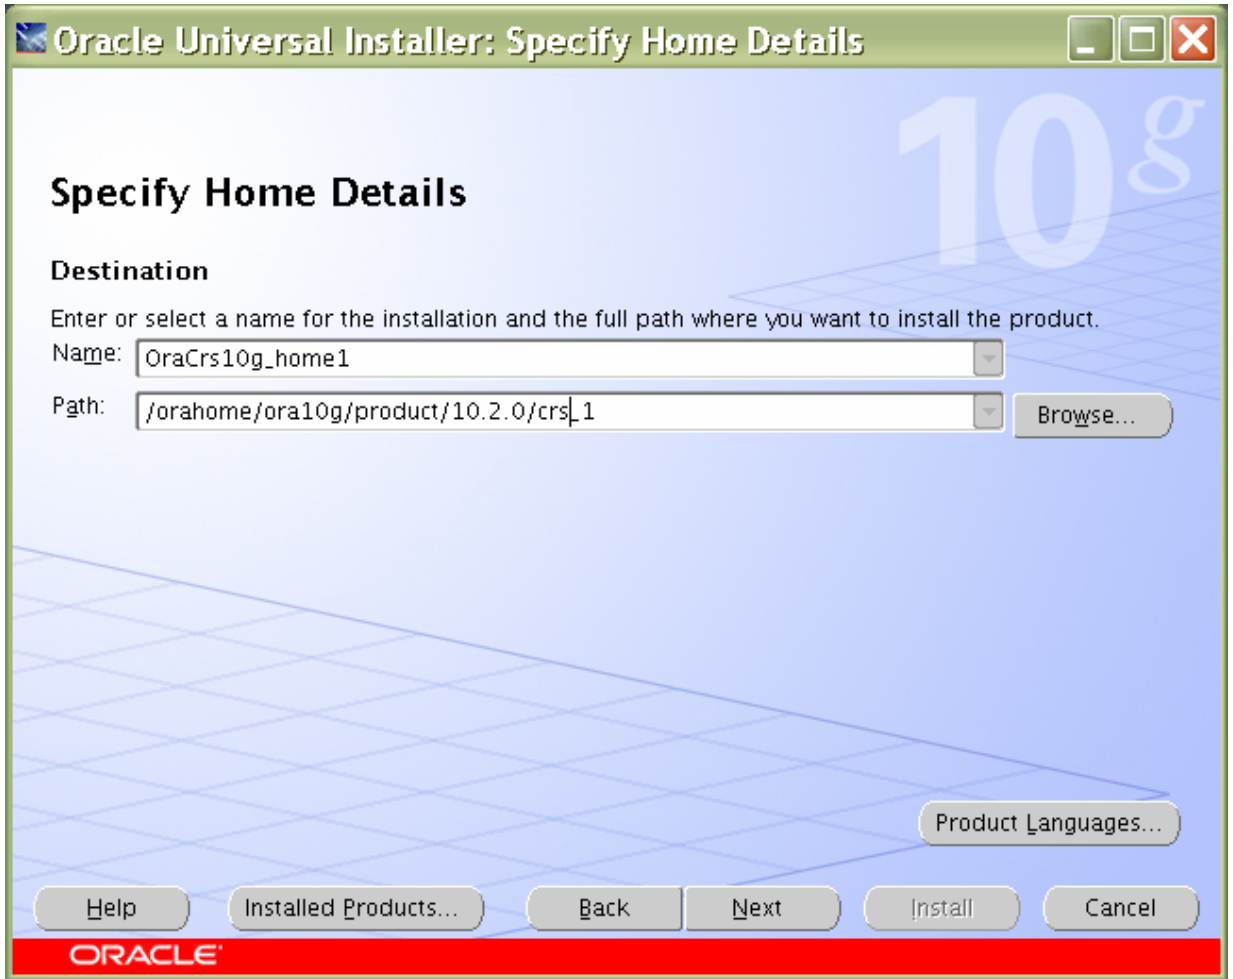 Oracle Universal Installer: Specify Home Details
10g
Specify Home Details
Destination
Enter or select a name for the installation and the full path where you want to install the product.
Name: OraCrs10g_home1
Path: /orahome/ora10g/product/10.2.0/crs_1 Browse...
Product Languages...
Help Installed Products... Back Next Install Cancel
ORACLE